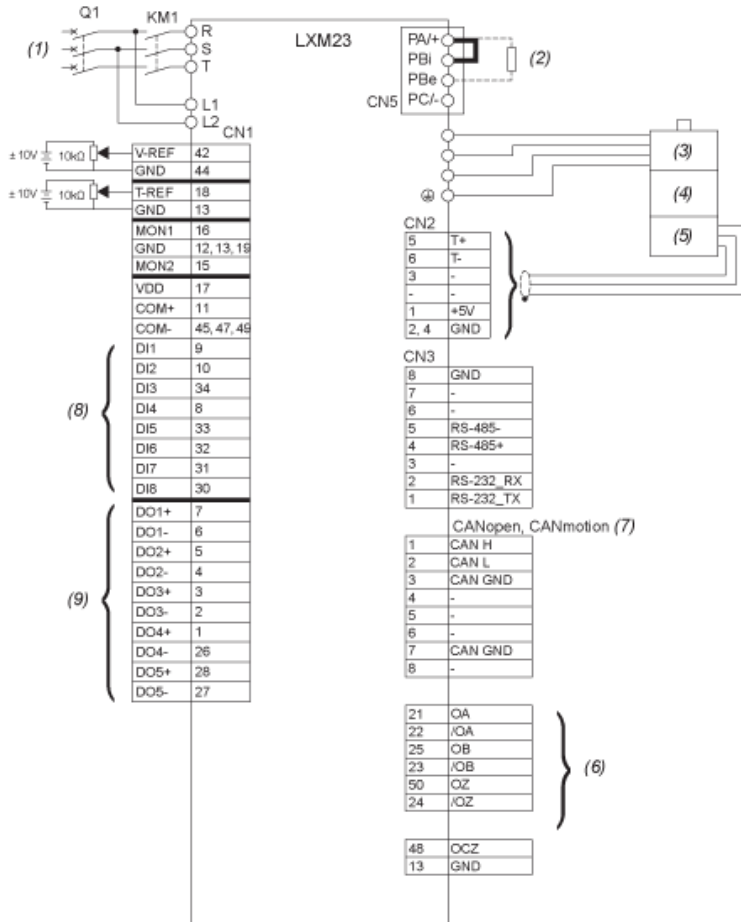 Q1 KM1
(1)
R
S
T
L1
L2
LXM23
PA/+
PBi
PBe
PC/-
CN5
(2)
CN1
± 10V 10kΩ
V-REF 42
GND 44
± 10V 10kΩ
T-REF 18
GND 13
MON1 16
GND 12, 13, 19
MON2 15
VDD 17
COM+ 11
COM- 45, 47, 49
(8)
DI1 9
DI2 10
DI3 34
DI4 8
DI5 33
DI6 32
DI7 31
DI8 30
(9)
DO1+ 7
DO1- 6
DO2+ 5
DO2- 4
DO3+ 3
DO3- 2
DO4+ 1
DO4- 26
DO5+ 28
DO5- 27
(3)
(4)
(5)
CN2
5 T+
6 T-
3 -
- -
1 +5V
2, 4 GND
CN3
8 GND
7 -
6 -
5 RS-485-
4 RS-485+
3 -
2 RS-232_RX
1 RS-232_TX
CANopen, CANmotion (7)
1 CAN H
2 CAN L
3 CAN GND
4 -
5 -
6 -
7 CAN GND
8 -
21 OA
22 /OA
25 OB
23 /OB
50 OZ
24 /OZ
(6)
48 OCZ
13 GND